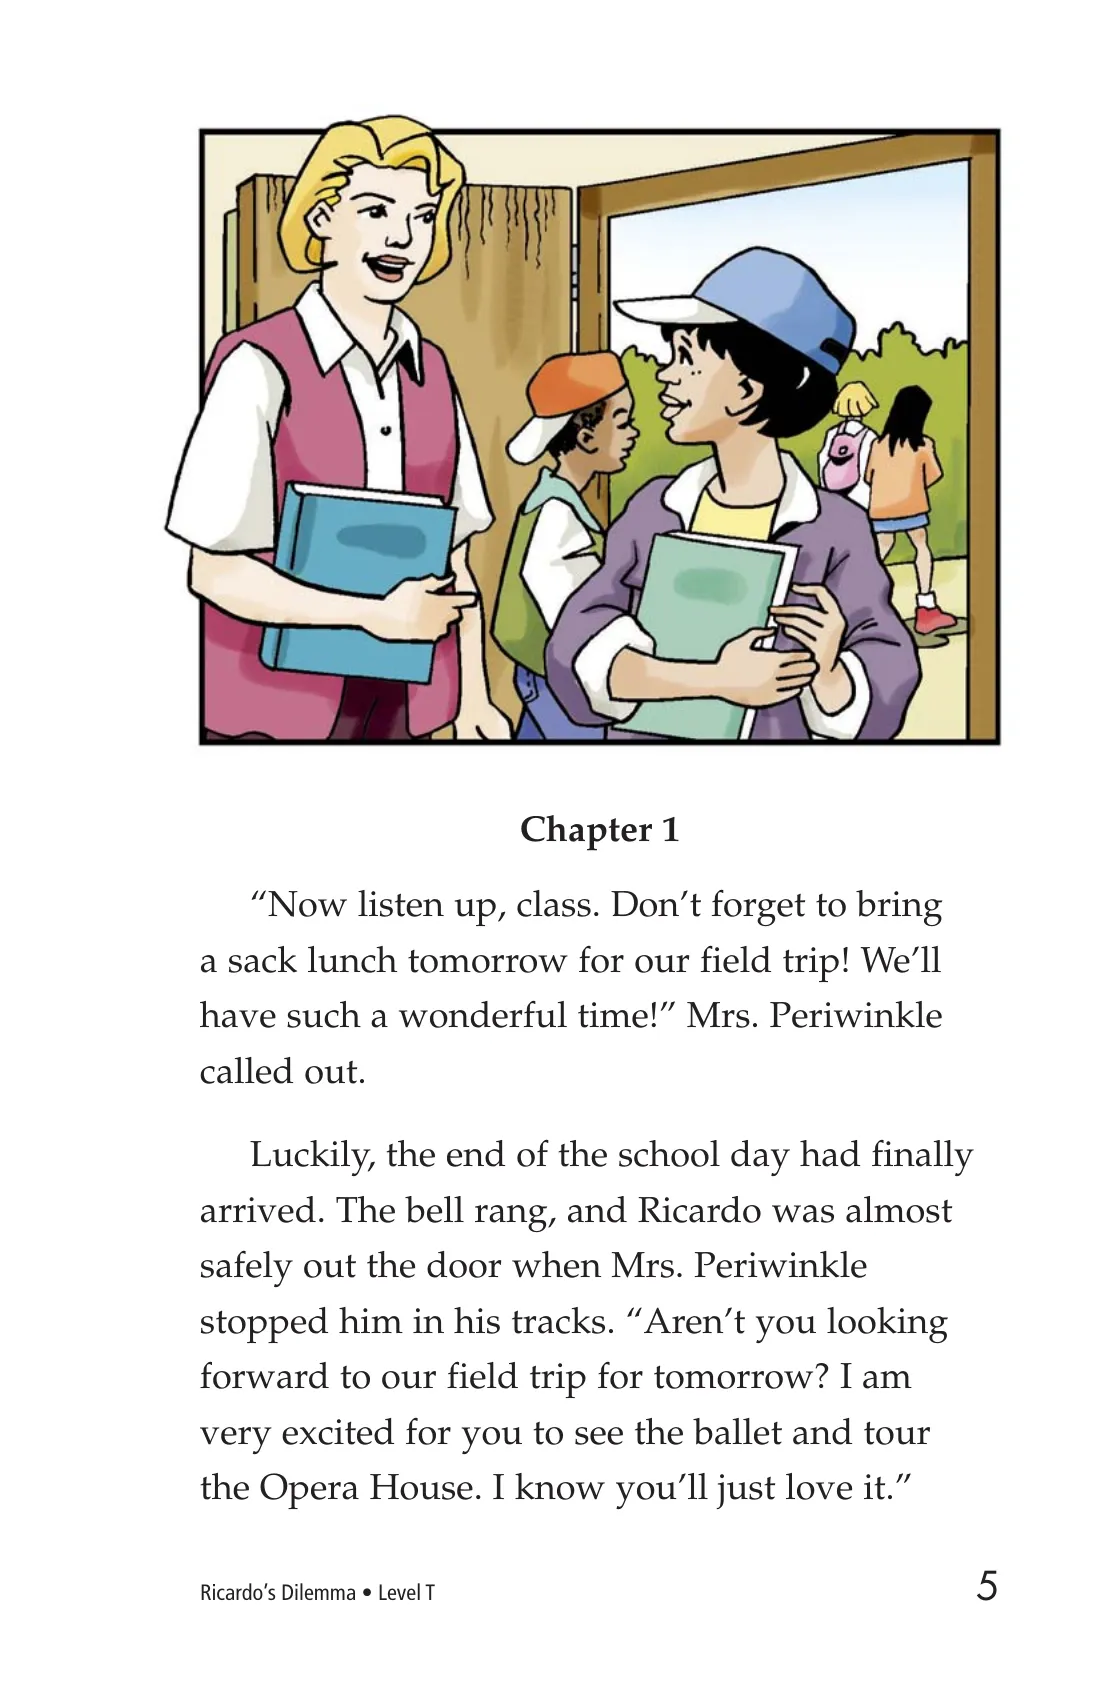 Chapter 1
“Now listen up, class. Don’t forget to bring
a sack lunch tomorrow for our field trip! We’ll
have such a wonderful time!” Mrs. Periwinkle
called out.
Luckily, the end of the school day had finally
arrived. The bell rang, and Ricardo was almost
safely out the door when Mrs. Periwinkle
stopped him in his tracks. “Aren’t you looking
forward to our field trip for tomorrow? I am
very excited for you to see the ballet and tour
the Opera House. I know you’ll just love it.”
Ricardo’s Dilemma • Level T
5